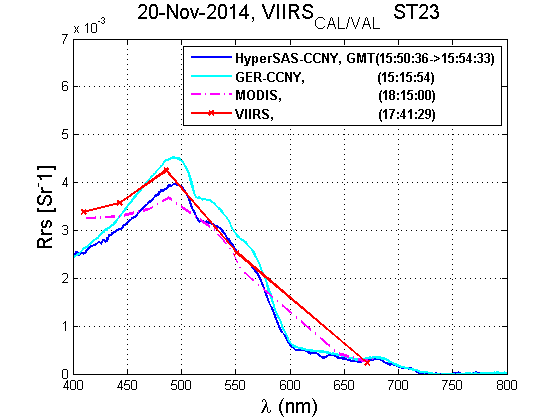 20-Nov-2014, VIIRS_CAL/VAL ST23
x 10^-3
HyperSAS-CCNY, GMT(15:50:36->15:54:33)
GER-CCNY, (15:15:54)
MODIS, (18:15:00)
VIIRS, (17:41:29)
7
6
5
4
3
2
1
0
Rrs [Sr^-1]
400 450 500 550 600 650 700 750 800
λ (nm)